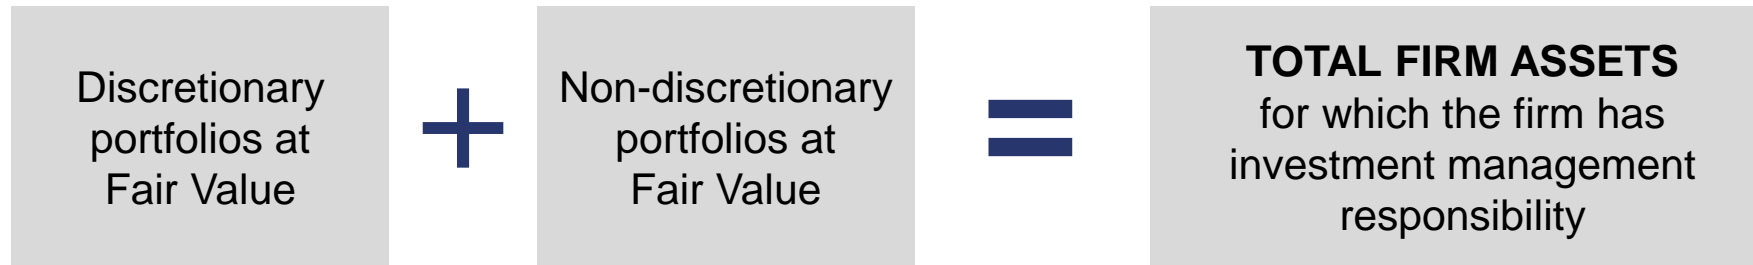 Discretionary
portfolios at
Fair Value
+
Non-discretionary
portfolios at
Fair Value
=
TOTAL FIRM ASSETS
for which the firm has
investment management
responsibility